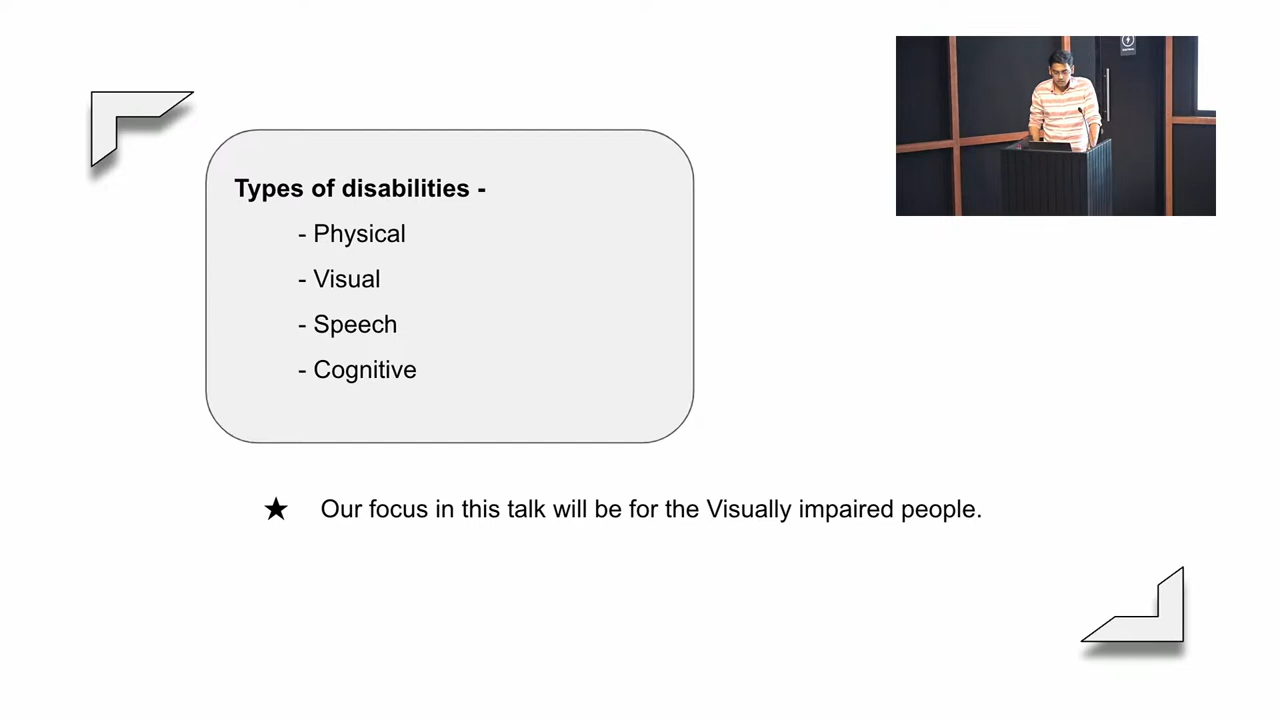 Types of disabilities -
- Physical
- Visual
- Speech
- Cognitive
★ Our focus in this talk will be for the Visually impaired people.